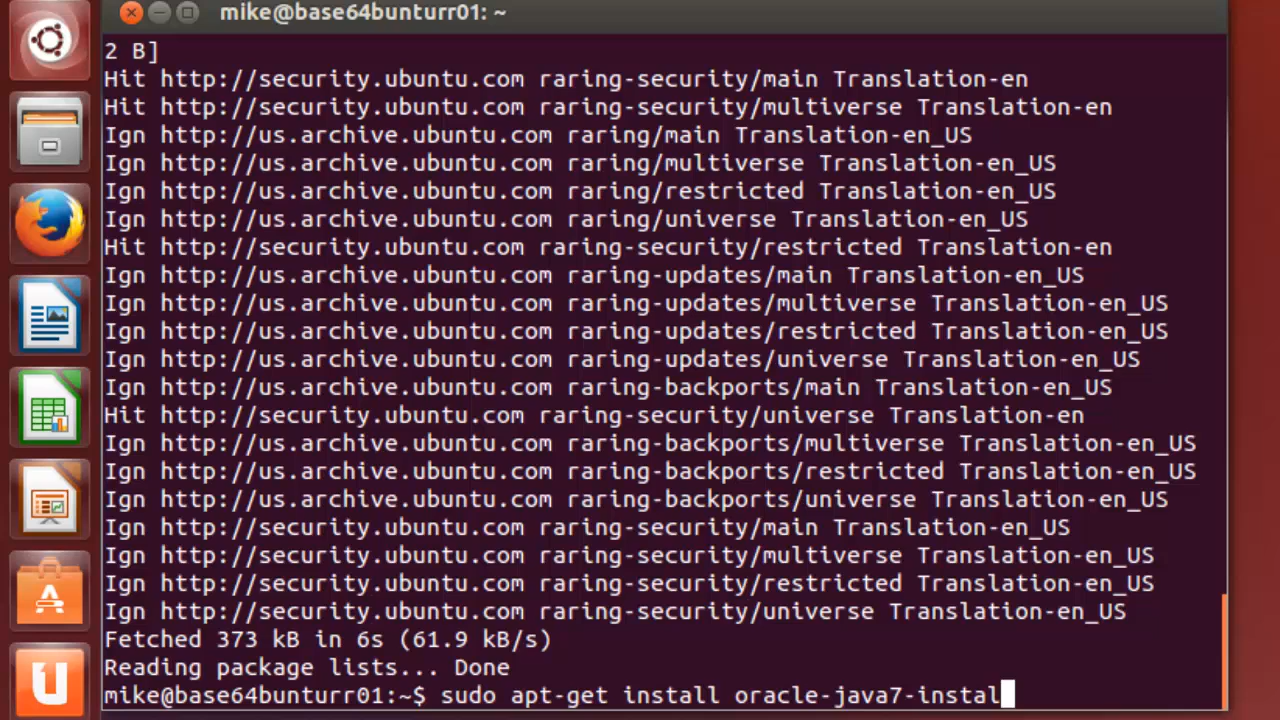 mike@base64bunturr01: ~
2 B]
Hit http://security.ubuntu.com raring-security/main Translation-en
Hit http://security.ubuntu.com raring-security/multiverse Translation-en
Ign http://us.archive.ubuntu.com raring/main Translation-en_US
Ign http://us.archive.ubuntu.com raring/multiverse Translation-en_US
Ign http://us.archive.ubuntu.com raring/restricted Translation-en_US
Ign http://us.archive.ubuntu.com raring/universe Translation-en_US
Hit http://security.ubuntu.com raring-security/restricted Translation-en
Ign http://us.archive.ubuntu.com raring-updates/main Translation-en_US
Ign http://us.archive.ubuntu.com raring-updates/multiverse Translation-en_US
Ign http://us.archive.ubuntu.com raring-updates/restricted Translation-en_US
Ign http://us.archive.ubuntu.com raring-updates/universe Translation-en_US
Ign http://us.archive.ubuntu.com raring-backports/main Translation-en_US
Hit http://security.ubuntu.com raring-security/universe Translation-en
Ign http://us.archive.ubuntu.com raring-backports/multiverse Translation-en_US
Ign http://us.archive.ubuntu.com raring-backports/restricted Translation-en_US
Ign http://us.archive.ubuntu.com raring-backports/universe Translation-en_US
Ign http://security.ubuntu.com raring-security/main Translation-en_US
Ign http://security.ubuntu.com raring-security/multiverse Translation-en_US
Ign http://security.ubuntu.com raring-security/restricted Translation-en_US
Ign http://security.ubuntu.com raring-security/universe Translation-en_US
Fetched 373 kB in 6s (61.9 kB/s)
Reading package lists... Done
mike@base64bunturr01:~$ sudo apt-get install oracle-java7-instal